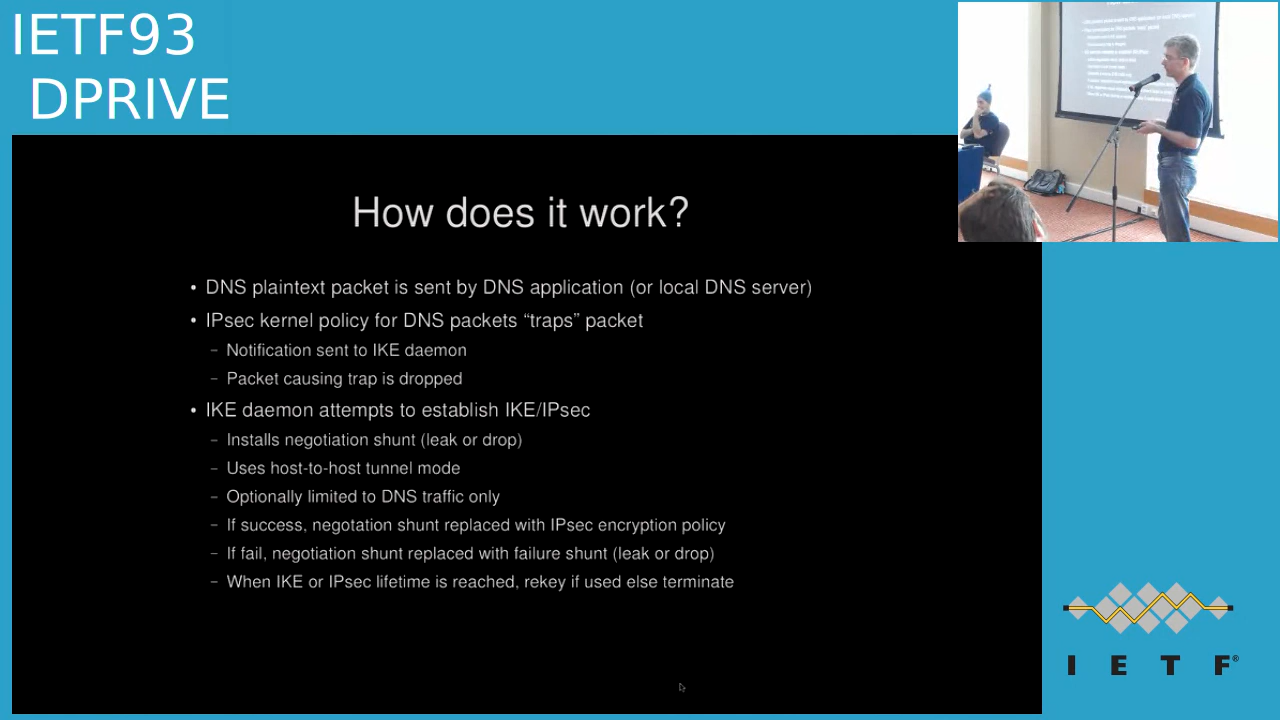 IETF93
DPRIVE
How does it work?
• DNS plaintext packet is sent by DNS application (or local DNS server)
• IPsec kernel policy for DNS packets “traps” packet
– Notification sent to IKE daemon
– Packet causing trap is dropped
• IKE daemon attempts to establish IKE/IPsec
– Installs negotiation shunt (leak or drop)
– Uses host-to-host tunnel mode
– Optionally limited to DNS traffic only
– If success, negotation shunt replaced with IPsec encryption policy
– If fail, negotiation shunt replaced with failure shunt (leak or drop)
– When IKE or IPsec lifetime is reached, rekey if used else terminate
I E T F®